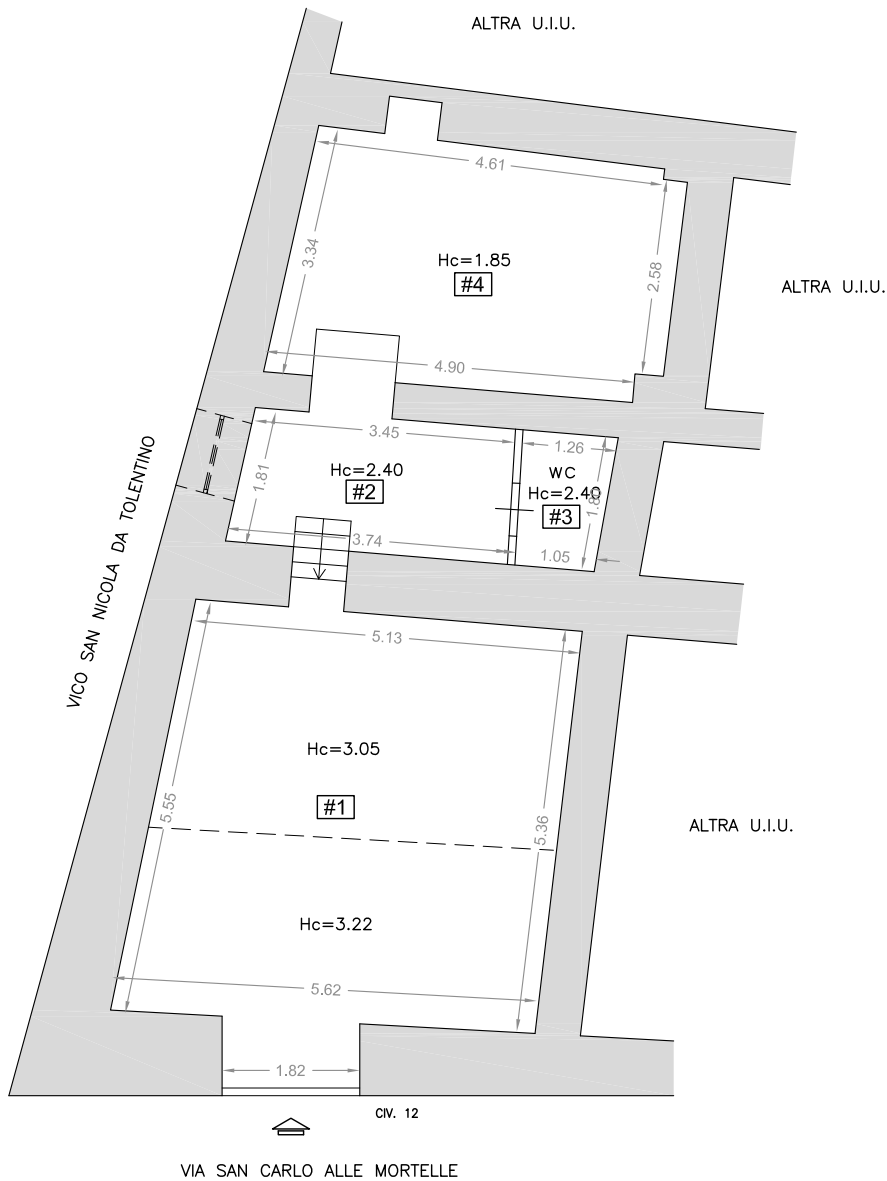 ALTRA U.I.U.
4.61
3.34
Hc=1.85
#4
2.58
ALTRA U.I.U.
4.90
3.45
1.26
1.81
Hc=2.40
#2
WC
Hc=2.40
#3
3.74
1.05
VICO SAN NICOLA DA TOLENTINO
5.13
Hc=3.05
#1
5.55
5.36
ALTRA U.I.U.
Hc=3.22
5.62
1.82
CIV. 12
VIA SAN CARLO ALLE MORTELLE